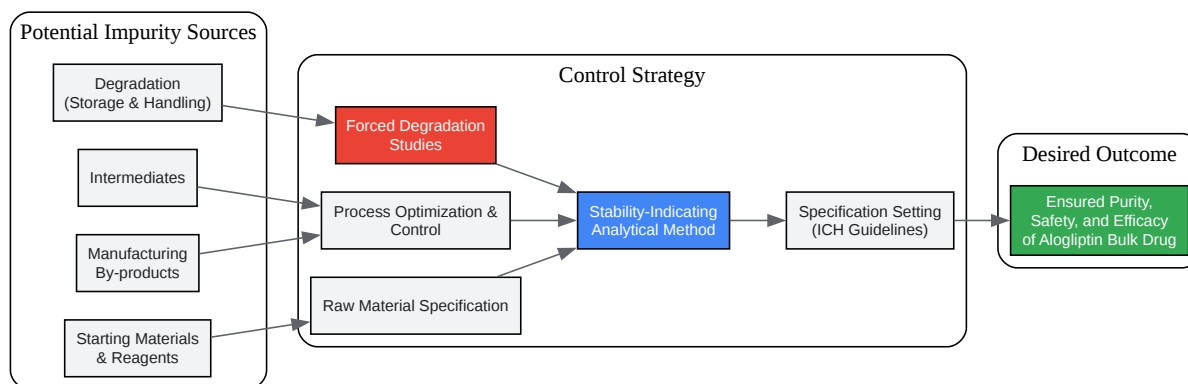 Potential Impurity Sources
Degradation
(Storage & Handling)
Intermediates
Manufacturing
By-products
Starting Materials
& Reagents
Control Strategy
Forced Degradation
Studies
Process Optimization &
Control
Raw Material Specification
Stability-Indicating
Analytical Method
Specification Setting
(ICH Guidelines)
Desired Outcome
Ensured Purity,
Safety, and Efficacy
of Alogliptin Bulk Drug